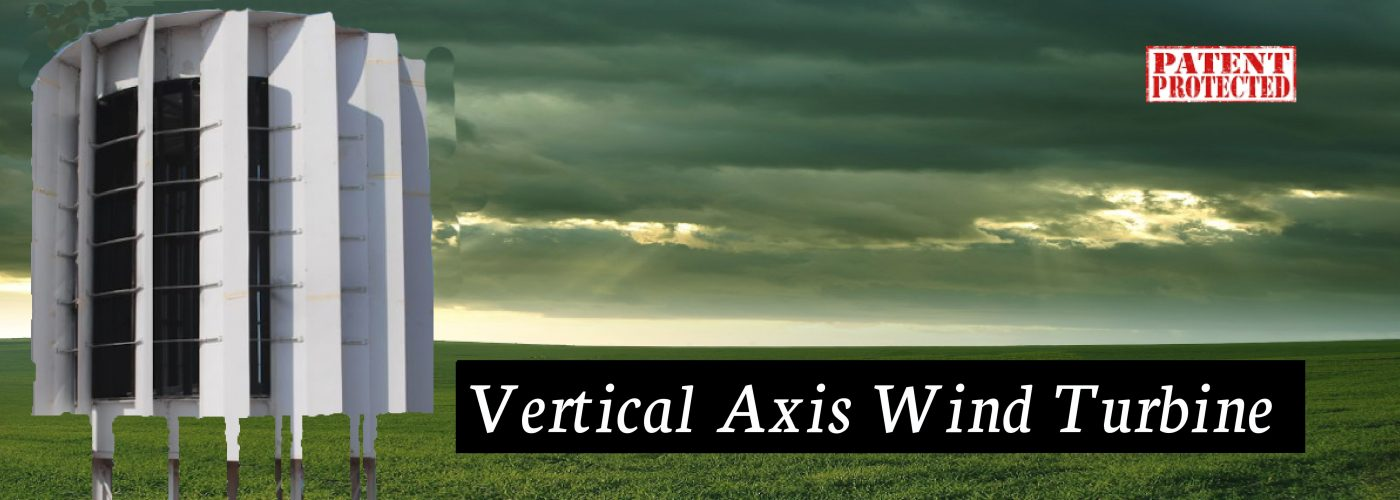 PATENT
PROTECTED
Vertical Axis Wind Turbine